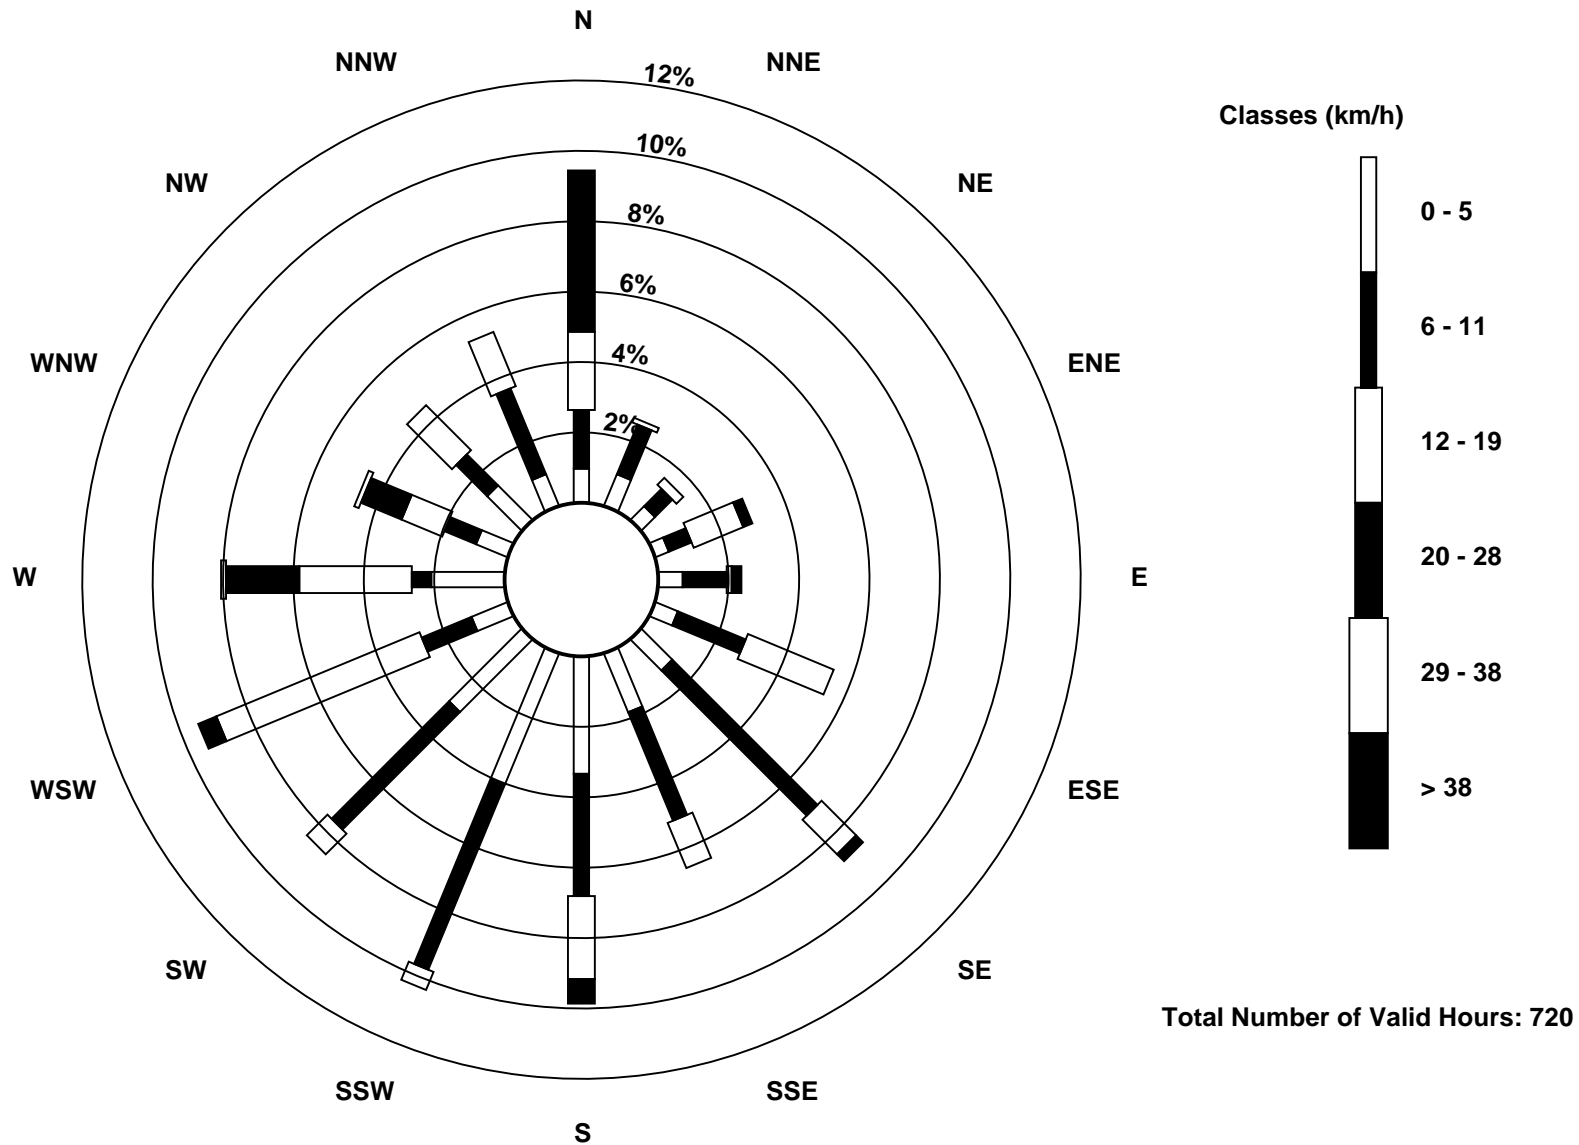 N
NNW
NNE
12%
Classes (km/h)
10%
NW
NE
0 - 5
8%
6%
6 - 11
WNW
4%
ENE
2%
12 - 19
W
E
20 - 28
29 - 38
WSW
ESE
> 38
SW
SE
Total Number of Valid Hours: 720
SSW
SSE
S